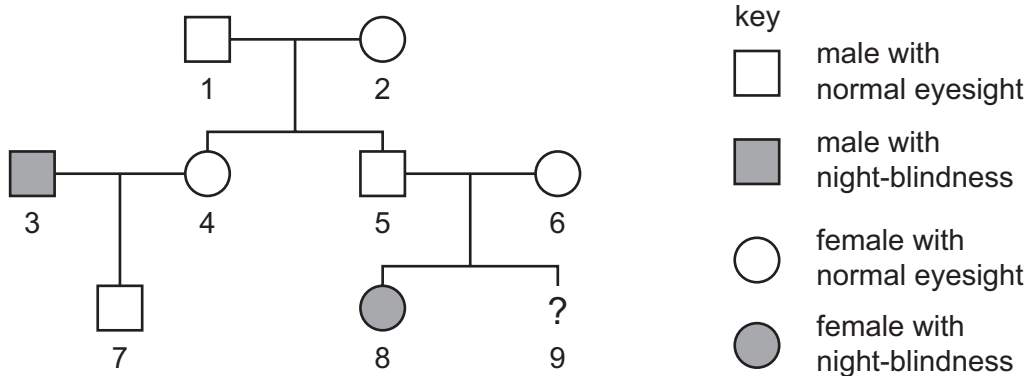 key
male with
normal eyesight
male with
night-blindness
female with
normal eyesight
female with
night-blindness
1 2
3 4 5 6
?
7 8 9